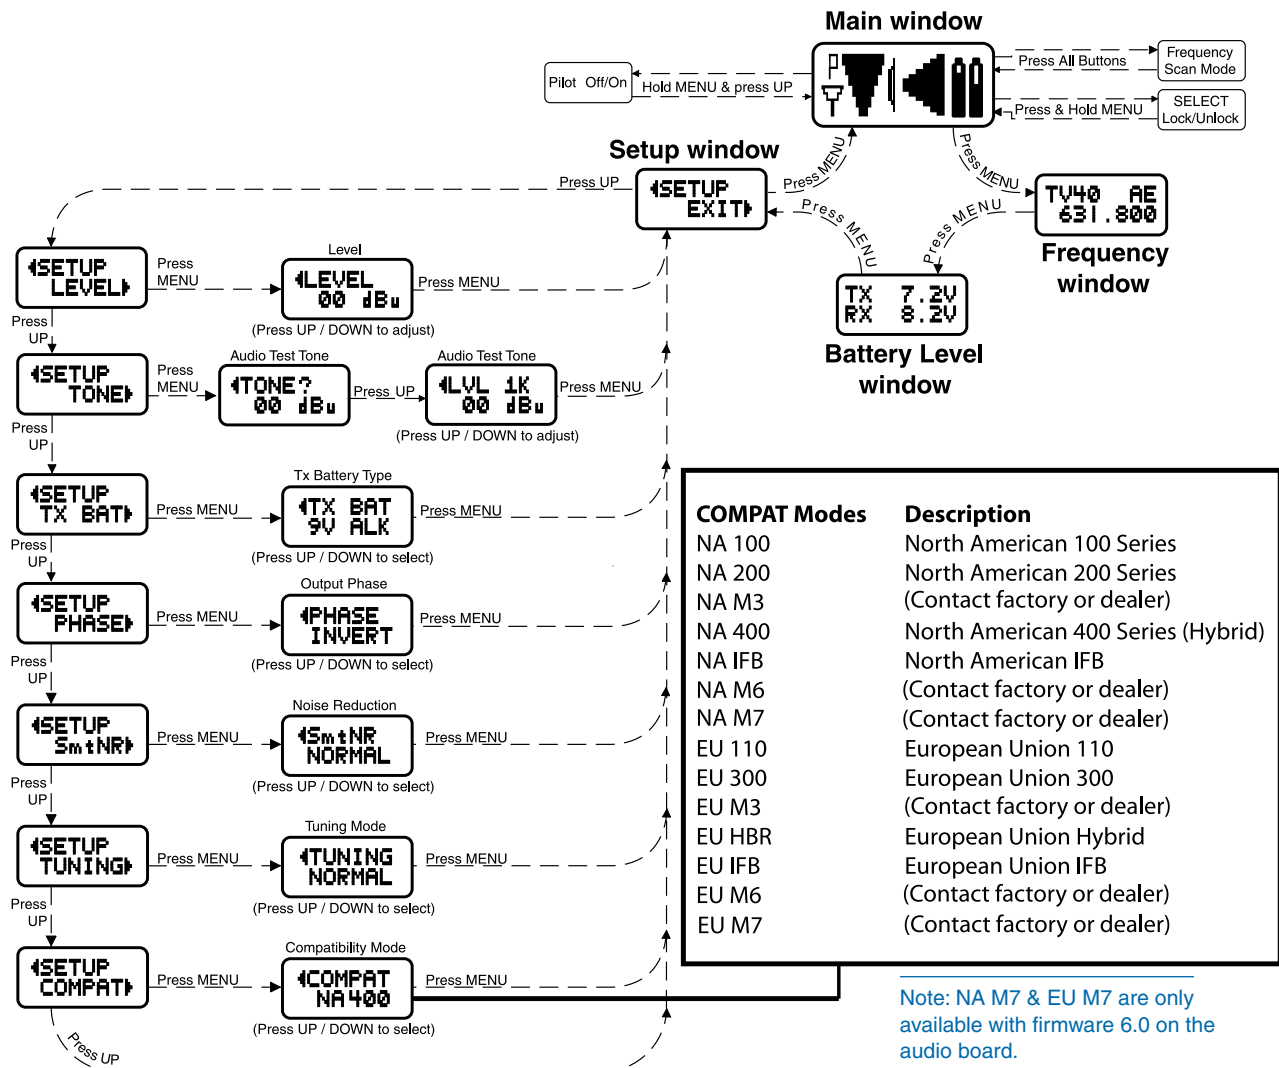 Main window
Pilot Off/On
Hold MENU & press UP
Press All Buttons
Frequency
Scan Mode
Press & Hold MENU
SELECT
Lock/Unlock
Press MENU
Press MENU
Setup window
Press UP
◀SETUP
EXIT▶
Press MENU
Press MENU
TV40 AE
631.800
Frequency
window
TX 7.2V
RX 8.2V
Battery Level
window
◀SETUP
LEVEL▶
Press
MENU
Level
◀LEVEL
00 dBu
(Press UP / DOWN to adjust)
Press MENU
Press
UP
◀SETUP
TONE▶
Press
MENU
Audio Test Tone
◀TONE?
00 dBu
Press UP
Audio Test Tone
◀LVL 1K
00 dBu
(Press UP / DOWN to adjust)
Press MENU
Press
UP
◀SETUP
TX BAT▶
Press MENU
Tx Battery Type
◀TX BAT
9V ALK
(Press UP / DOWN to select)
Press MENU
Press
UP
◀SETUP
PHASE▶
Press MENU
Output Phase
◀PHASE
INVERT
(Press UP / DOWN to select)
Press MENU
Press
UP
◀SETUP
SmtNR▶
Press MENU
Noise Reduction
◀SmtNR
NORMAL
(Press UP / DOWN to select)
Press MENU
Press
UP
◀SETUP
TUNING▶
Press MENU
Tuning Mode
◀TUNING
NORMAL
(Press UP / DOWN to select)
Press MENU
Press
UP
◀SETUP
COMPAT▶
Press MENU
Compatibility Mode
◀COMPAT
NA400
(Press UP / DOWN to select)
Press MENU
Press UP
COMPAT Modes Description
NA 100 North American 100 Series
NA 200 North American 200 Series
NA M3 (Contact factory or dealer)
NA 400 North American 400 Series (Hybrid)
NA IFB North American IFB
NA M6 (Contact factory or dealer)
NA M7 (Contact factory or dealer)
EU 110 European Union 110
EU 300 European Union 300
EU M3 (Contact factory or dealer)
EU HBR European Union Hybrid
EU IFB European Union IFB
EU M6 (Contact factory or dealer)
EU M7 (Contact factory or dealer)
Note: NA M7 & EU M7 are only
available with firmware 6.0 on the
audio board.